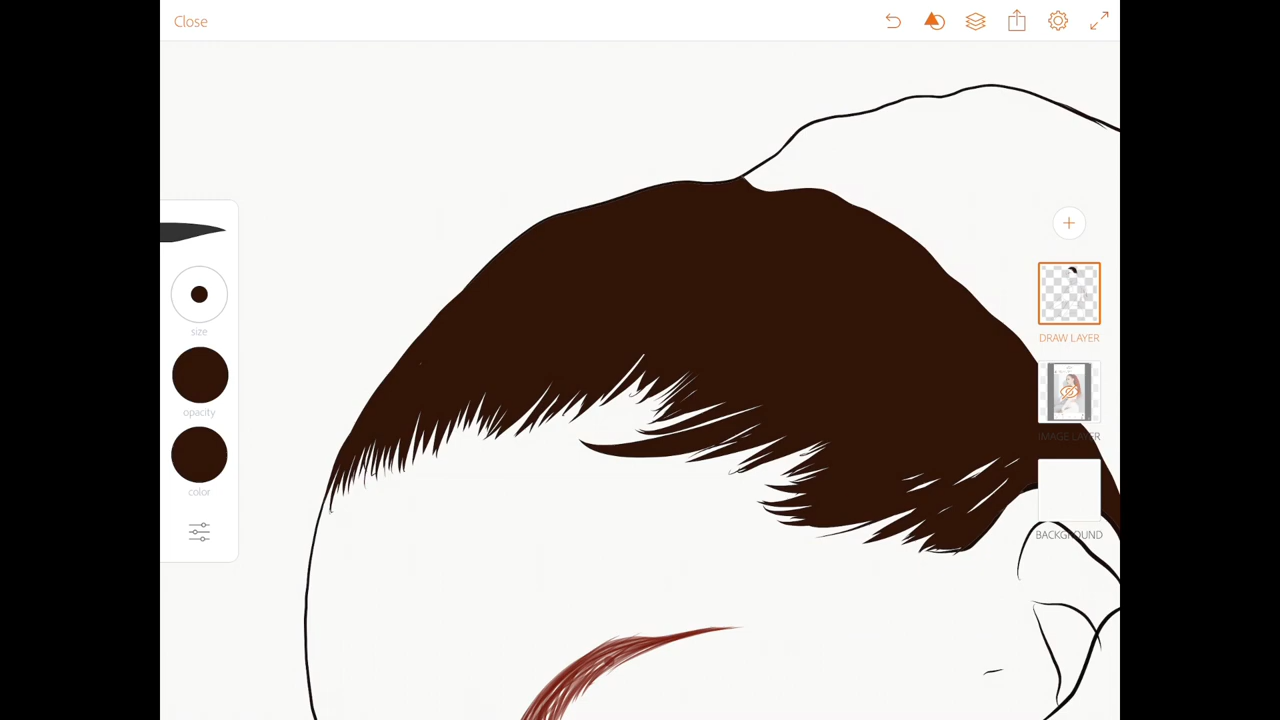 Close
size
opacity
color
DRAW LAYER
IMAGE LAYER
BACKGROUND